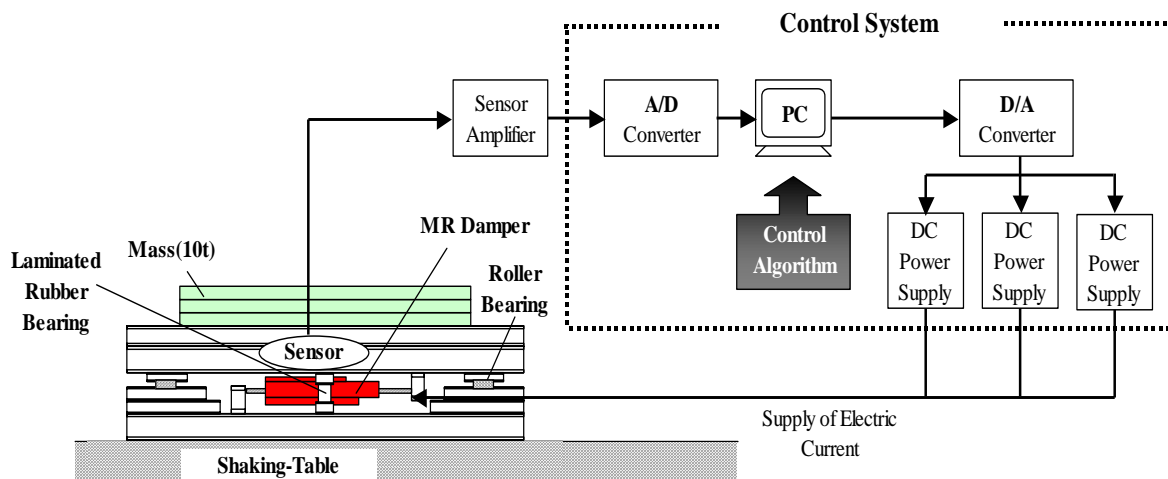 Control System
Sensor
Amplifier
A/D
Converter
PC
D/A
Converter
Control
Algorithm
DC
Power
Supply
DC
Power
Supply
DC
Power
Supply
Mass(10t)
MR Damper
Laminated
Rubber
Bearing
Roller
Bearing
Sensor
Supply of Electric
Current
Shaking-Table